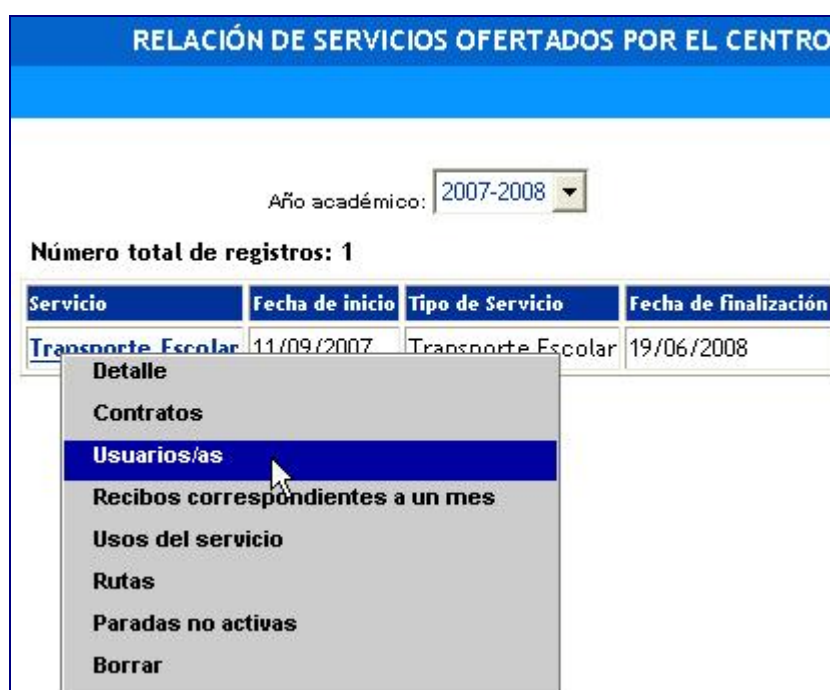 RELACIÓN DE SERVICIOS OFERTADOS POR EL CENTRO
Año académico: 2007-2008
Número total de registros: 1
Servicio Fecha de inicio Tipo de Servicio Fecha de finalización
Transporte Escolar 11/09/2007 Transporte Escolar 19/06/2008
Detalle
Contratos
Usuarios/as
Recibos correspondientes a un mes
Usos del servicio
Rutas
Paradas no activas
Borrar